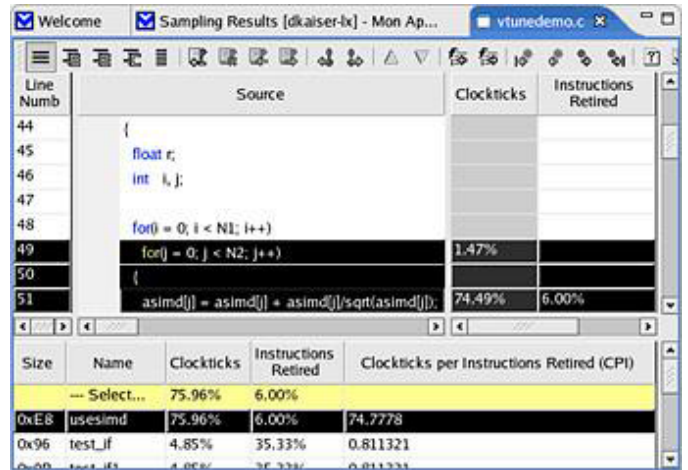 Welcome
Sampling Results [dkaiser-lx] - Mon Ap...
vtunedemo.c
Line Numb
Source
Clockticks
Instructions Retired
44 {
45 float r;
46 int i, j;
47
48 for(i = 0; i < N1; i++)
49 for(j = 0; j < N2; j++) 1.47%
50 {
51 asimd[j] = asimd[j] + asimd[j]/sqrt(asimd[j]); 74.49% 6.00%
Size Name Clockticks Instructions Retired Clockticks per Instructions Retired (CPI)
--- Select... 75.96% 6.00%
0xE8 usesimd 75.96% 6.00% 74.7778
0x96 test_if 4.85% 35.33% 0.811321